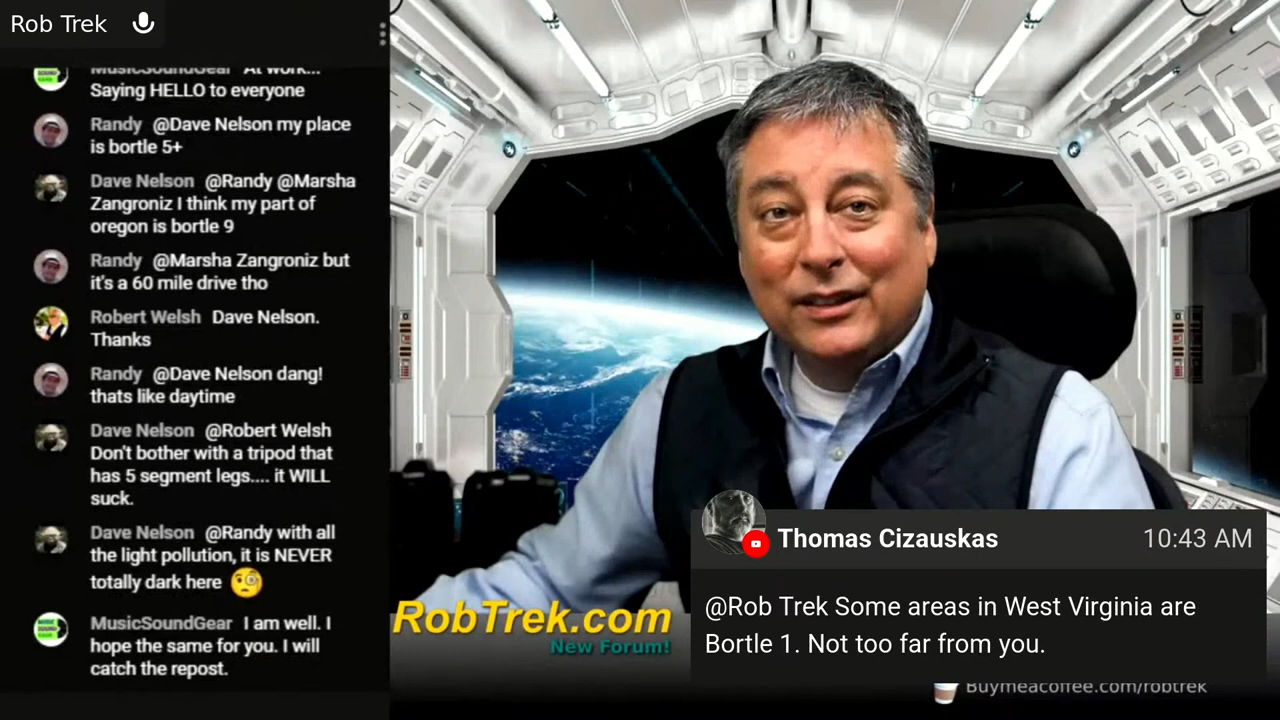 Rob Trek
MusicSoundGear At work...
Saying HELLO to everyone
Randy @Dave Nelson my place
is bortle 5+
Dave Nelson @Randy @Marsha
Zangroniz I think my part of
oregon is bortle 9
Randy @Marsha Zangroniz but
it's a 60 mile drive tho
Robert Welsh Dave Nelson.
Thanks
Randy @Dave Nelson dang!
thats like daytime
Dave Nelson @Robert Welsh
Don't bother with a tripod that
has 5 segment legs.... it WILL
suck.
Dave Nelson @Randy with all
the light pollution, it is NEVER
totally dark here
MusicSoundGear I am well. I
hope the same for you. I will
catch the repost.
RobTrek.com
New Forum!
Thomas Cizauskas 10:43 AM
@Rob Trek Some areas in West Virginia are
Bortle 1. Not too far from you.
Buymeacoffee.com/robtrek